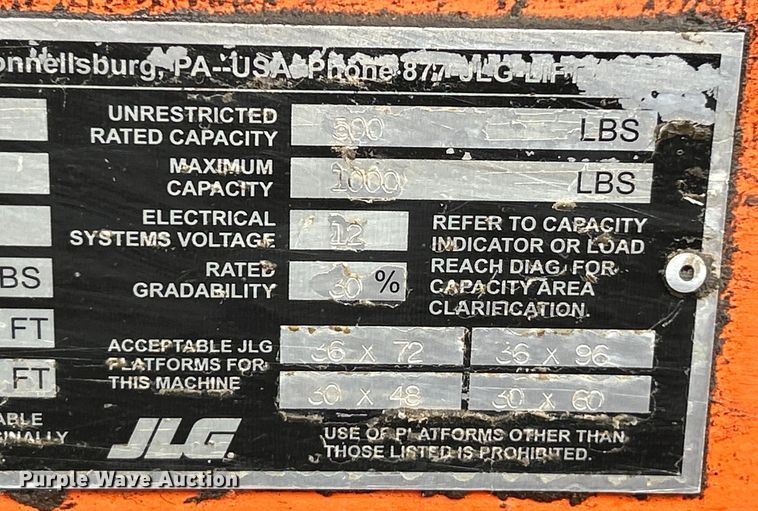 onnellsburg, PA--USA--Phone 877-JLG-LIFT
UNRESTRICTED
RATED CAPACITY 500 LBS
MAXIMUM
CAPACITY 1000 LBS
ELECTRICAL
SYSTEMS VOLTAGE 12
RATED
GRADABILITY 30 %
REFER TO CAPACITY
INDICATOR OR LOAD
REACH DIAG. FOR
CAPACITY AREA
CLARIFICATION.
BS
FT
FT
ACCEPTABLE JLG
PLATFORMS FOR
THIS MACHINE
36 X 72 36 X 96
30 X 48 30 X 60
ABLE
GINALLY
JLG
USE OF PLATFORMS OTHER THAN
THOSE LISTED IS PROHIBITED.
Purple Wave Auction